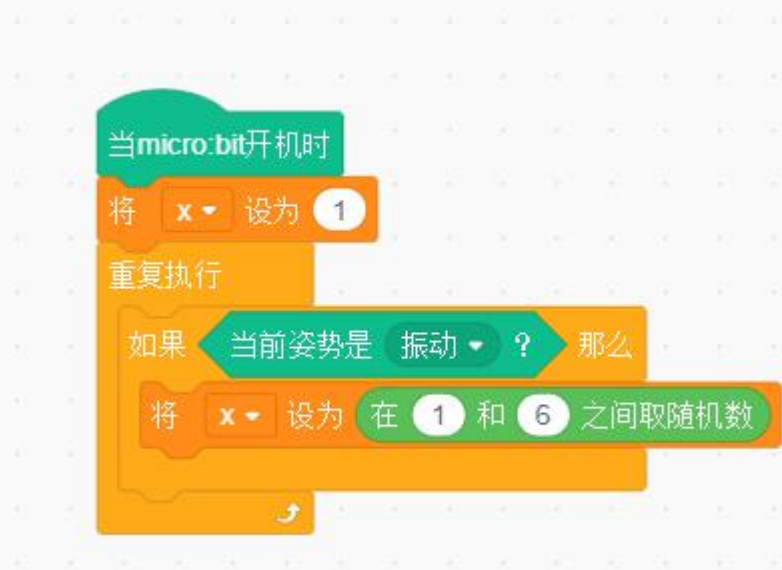 当micro:bit开机时
将 x 设为 1
重复执行
如果 当前姿势是 振动 ? 那么
将 x 设为 在 1 和 6 之间取随机数